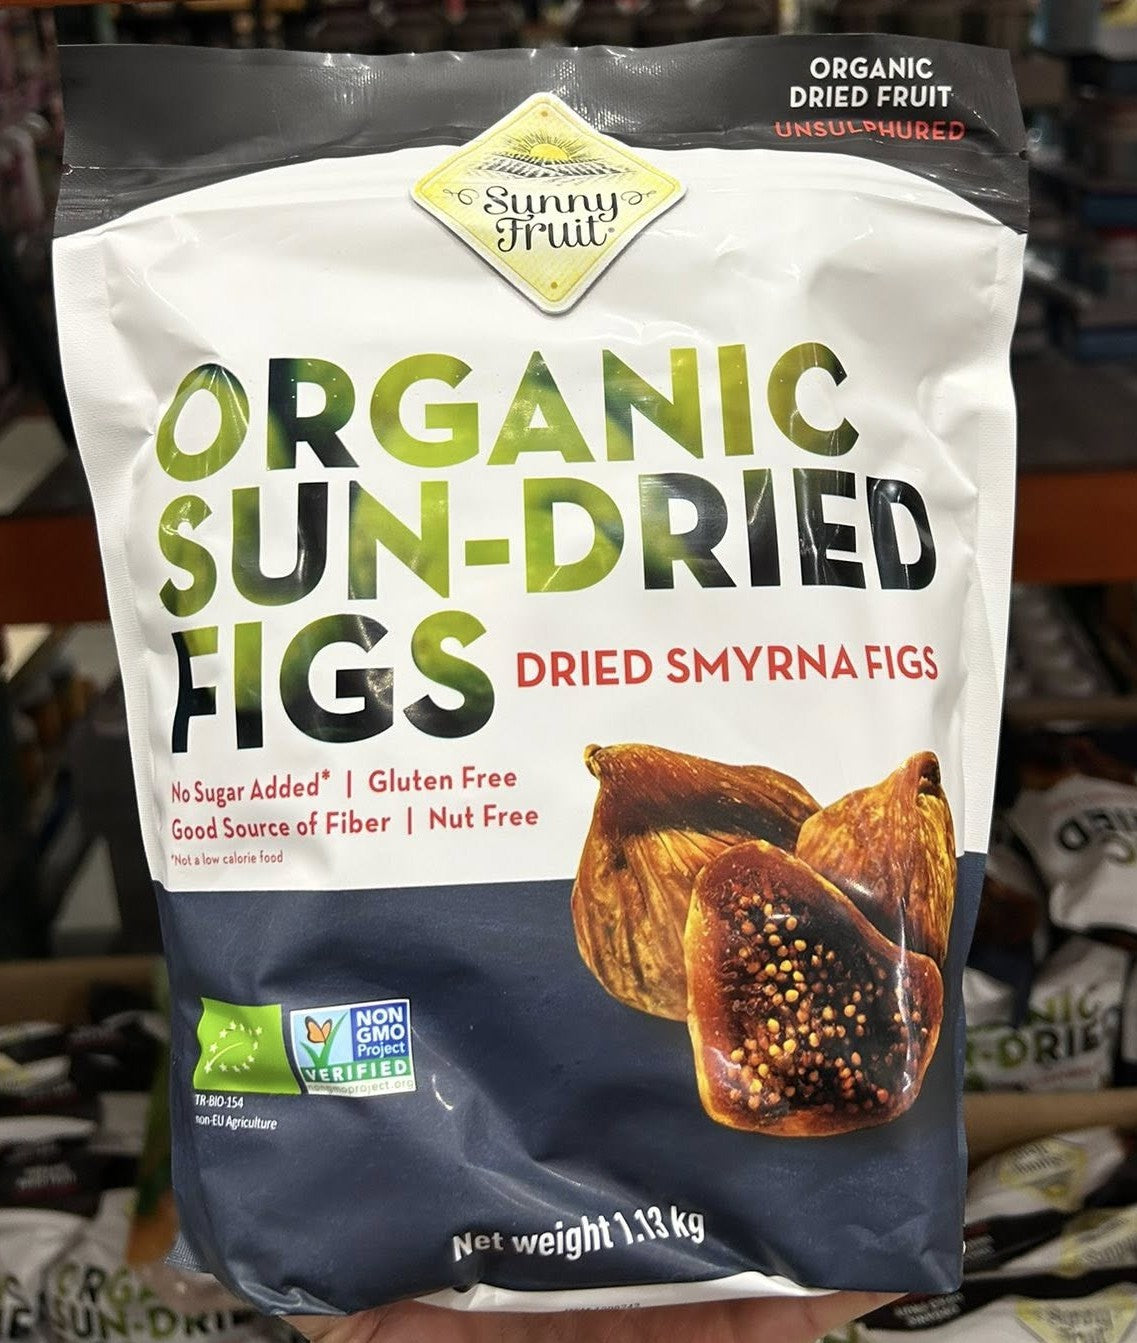 ORGANIC
DRIED FRUIT
UNSULPHURED
Sunny
Fruit
ORGANIC
SUN-DRIED
FIGS
DRIED SMYRNA FIGS
No Sugar Added* | Gluten Free
Good Source of Fiber | Nut Free
*Not a low calorie food
NON
GMO
Project
VERIFIED
nongmoproject.org
TR-BIO-154
non-EU Agriculture
Net weight 1.13 kg
SUN-DRIE